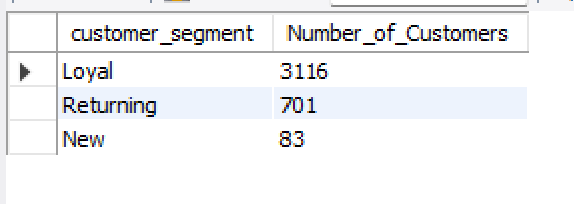 customer_segment Number_of_Customers
Loyal 3116
Returning 701
New 83